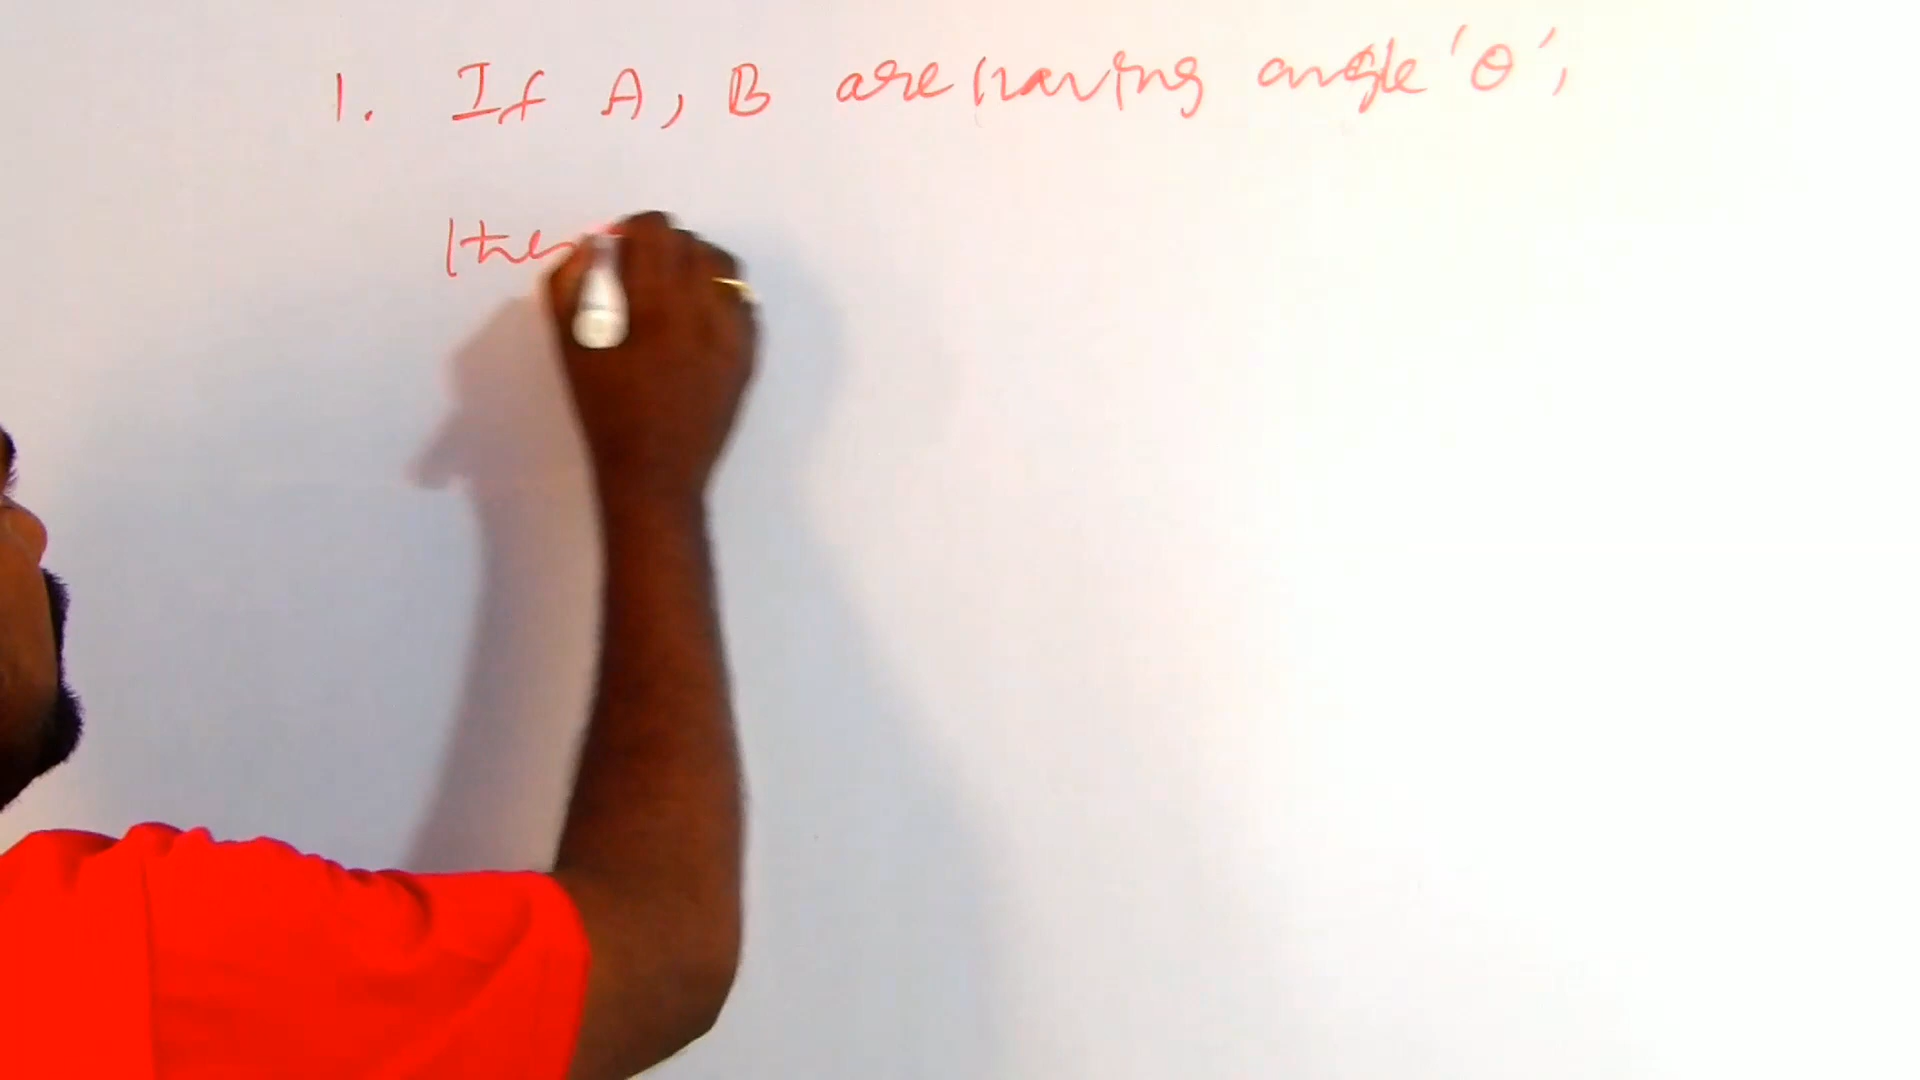 1. If A, B are having angle 'θ',
then